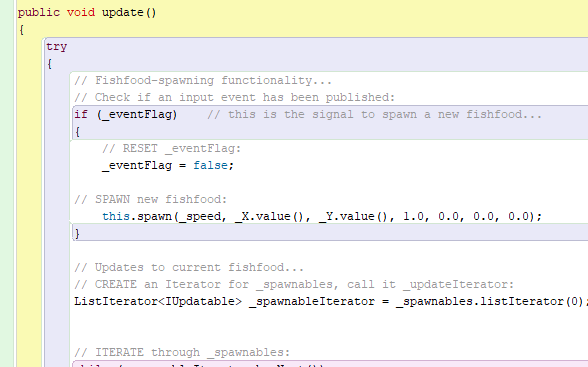 public void update()
{
try
{
// Fishfood-spawning functionality...
// Check if an input event has been published:
if (_eventFlag)    // this is the signal to spawn a new fishfood...
{
// RESET _eventFlag:
_eventFlag = false;
// SPAWN new fishfood:
this.spawn(_speed, _X.value(), _Y.value(), 1.0, 0.0, 0.0, 0.0);
}
// Updates to current fishfood...
// CREATE an Iterator for _spawnables, call it _updateIterator:
ListIterator<IUpdatable> _spawnableIterator = _spawnables.listIterator(0);
// ITERATE through _spawnables: